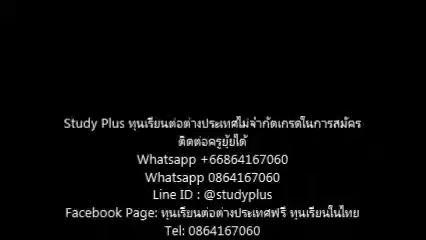 Study Plus ทุนเรียนต่อต่างประเทศไม่จำกัดเกรดในการสมัคร
ติดต่อครูยุ้ยได้
Whatsapp +66864167060
Whatsapp 0864167060
Line ID : @studyplus
Facebook Page: ทุนเรียนต่อต่างประเทศฟรี ทุนเรียนในไทย
Tel: 0864167060